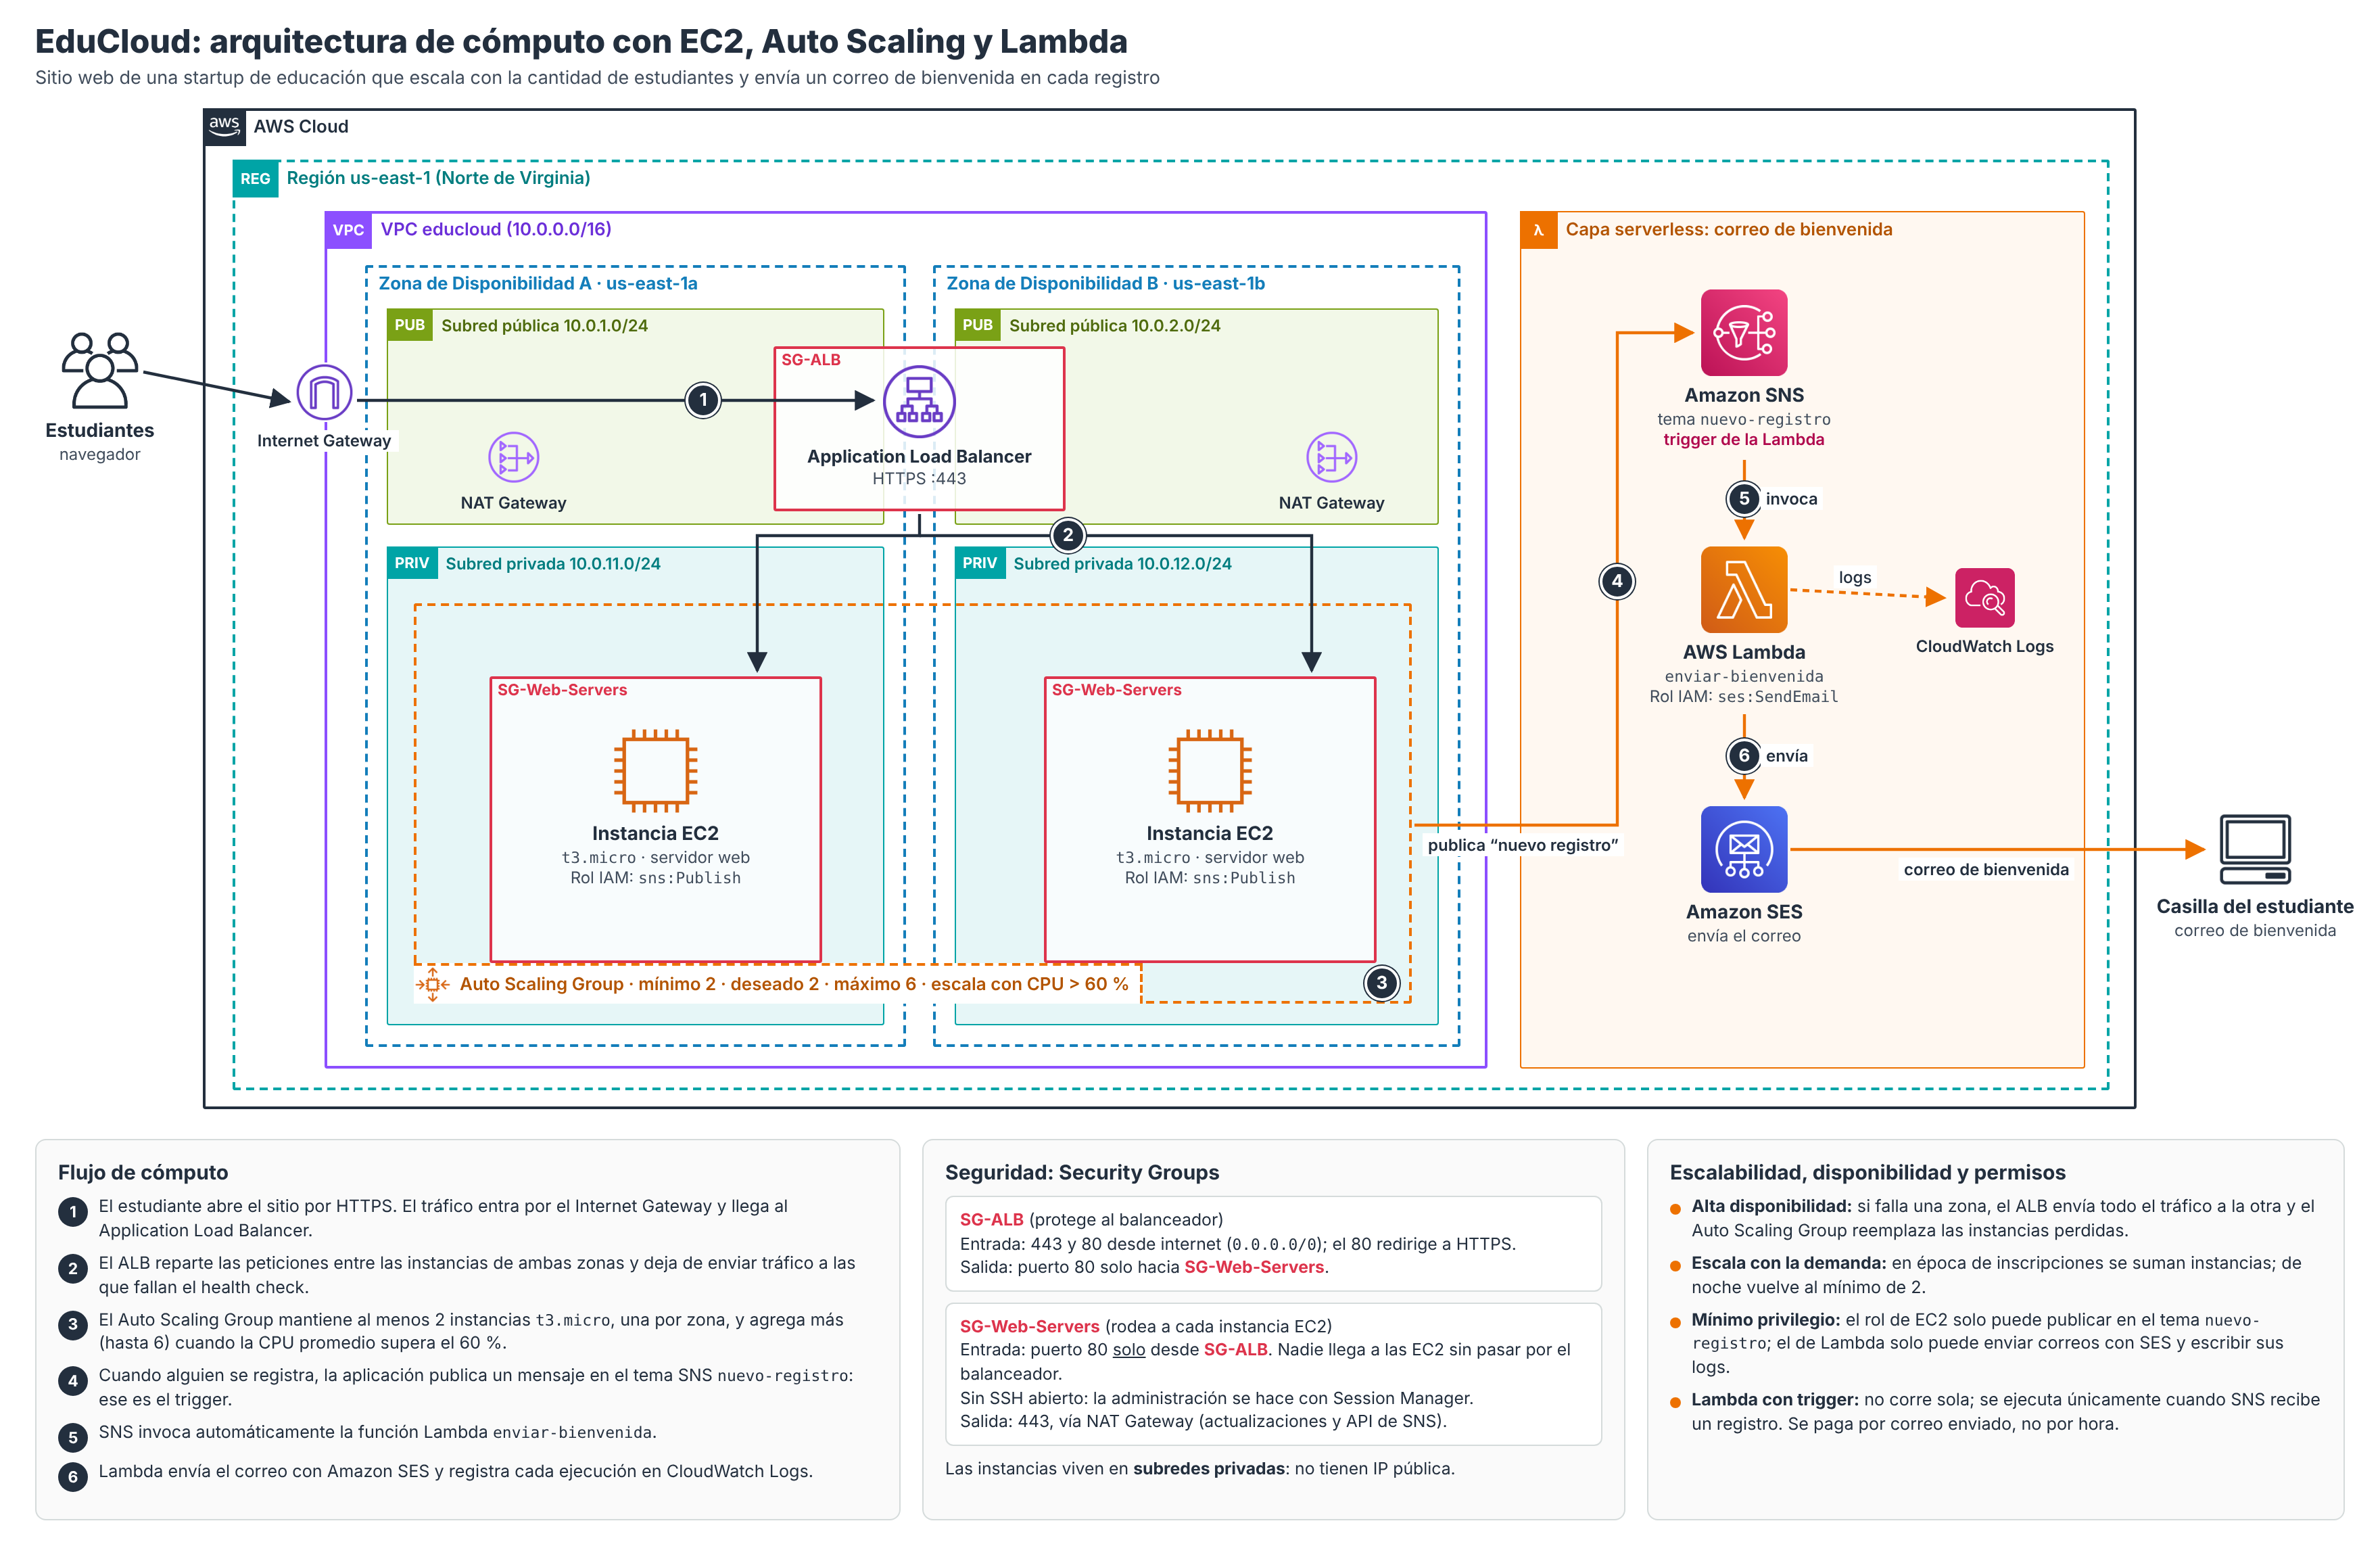 EduCloud: arquitectura de cómputo con EC2, Auto Scaling y Lambda
Sitio web de una startup de educación que escala con la cantidad de estudiantes y envía un correo de bienvenida en cada registro
aws
AWS Cloud
REG
Región us-east-1 (Norte de Virginia)
VPC
VPC educloud (10.0.0.0/16)
λ
Capa serverless: correo de bienvenida
Zona de Disponibilidad A · us-east-1a
Zona de Disponibilidad B · us-east-1b
PUB
Subred pública 10.0.1.0/24
PUB
Subred pública 10.0.2.0/24
SG-ALB
1
Estudiantes
navegador
Internet Gateway
NAT Gateway
Application Load Balancer
HTTPS :443
NAT Gateway
2
PRIV
Subred privada 10.0.11.0/24
PRIV
Subred privada 10.0.12.0/24
SG-Web-Servers
Instancia EC2
t3.micro · servidor web
Rol IAM: sns:Publish
SG-Web-Servers
Instancia EC2
t3.micro · servidor web
Rol IAM: sns:Publish
Auto Scaling Group · mínimo 2 · deseado 2 · máximo 6 · escala con CPU > 60 %
3
publica “nuevo registro”
4
Amazon SNS
tema nuevo-registro
trigger de la Lambda
5
invoca
AWS Lambda
enviar-bienvenida
Rol IAM: ses:SendEmail
logs
CloudWatch Logs
6
envía
Amazon SES
envía el correo
correo de bienvenida
Casilla del estudiante
correo de bienvenida
Flujo de cómputo
1 El estudiante abre el sitio por HTTPS. El tráfico entra por el Internet Gateway y llega al
Application Load Balancer.
2 El ALB reparte las peticiones entre las instancias de ambas zonas y deja de enviar tráfico a las
que fallan el health check.
3 El Auto Scaling Group mantiene al menos 2 instancias t3.micro, una por zona, y agrega más
(hasta 6) cuando la CPU promedio supera el 60 %.
4 Cuando alguien se registra, la aplicación publica un mensaje en el tema SNS nuevo-registro:
ese es el trigger.
5 SNS invoca automáticamente la función Lambda enviar-bienvenida.
6 Lambda envía el correo con Amazon SES y registra cada ejecución en CloudWatch Logs.
Seguridad: Security Groups
SG-ALB (protege al balanceador)
Entrada: 443 y 80 desde internet (0.0.0.0/0); el 80 redirige a HTTPS.
Salida: puerto 80 solo hacia SG-Web-Servers.
SG-Web-Servers (rodea a cada instancia EC2)
Entrada: puerto 80 solo desde SG-ALB. Nadie llega a las EC2 sin pasar por el
balanceador.
Sin SSH abierto: la administración se hace con Session Manager.
Salida: 443, vía NAT Gateway (actualizaciones y API de SNS).
Las instancias viven en subredes privadas: no tienen IP pública.
Escalabilidad, disponibilidad y permisos
Alta disponibilidad: si falla una zona, el ALB envía todo el tráfico a la otra y el
Auto Scaling Group reemplaza las instancias perdidas.
Escala con la demanda: en época de inscripciones se suman instancias; de
noche vuelve al mínimo de 2.
Mínimo privilegio: el rol de EC2 solo puede publicar en el tema nuevo-
registro; el de Lambda solo puede enviar correos con SES y escribir sus
logs.
Lambda con trigger: no corre sola; se ejecuta únicamente cuando SNS recibe
un registro. Se paga por correo enviado, no por hora.